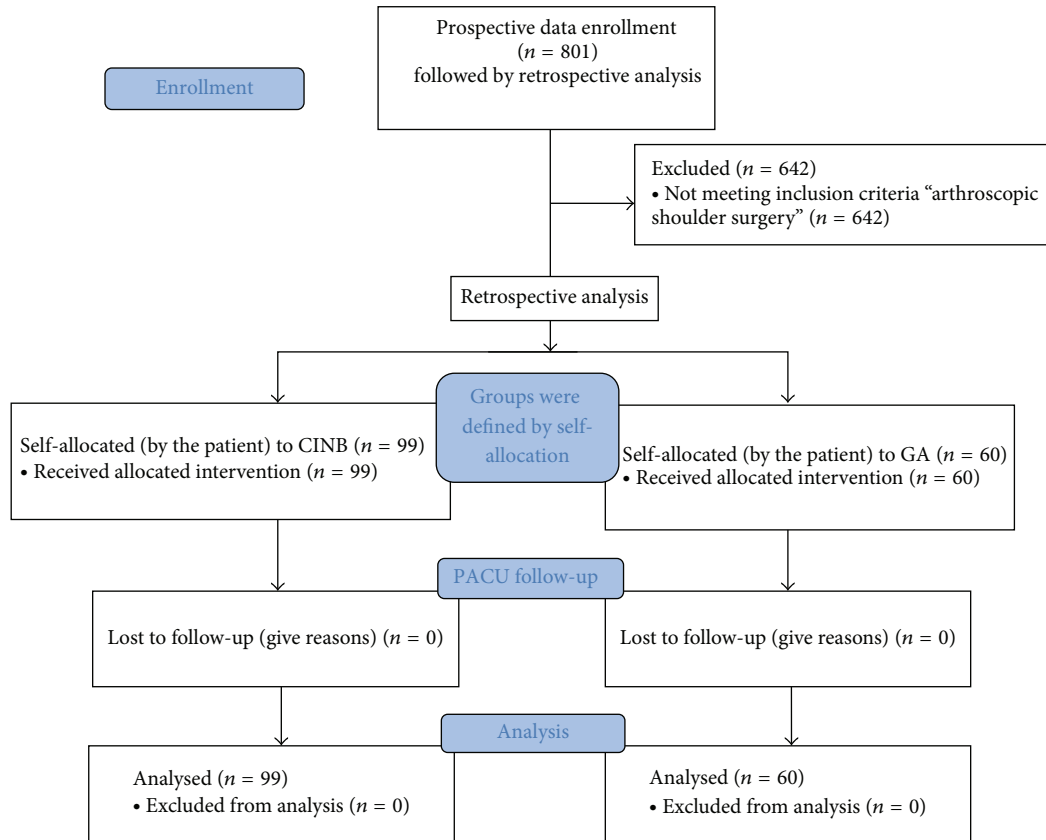 Prospective data enrollment
(n = 801)
followed by retrospective analysis
Enrollment
Excluded (n = 642)
• Not meeting inclusion criteria “arthroscopic
shoulder surgery” (n = 642)
Retrospective analysis
Groups were
defined by self-
allocation
Self-allocated (by the patient) to CINB (n = 99)
• Received allocated intervention (n = 99)
Self-allocated (by the patient) to GA (n = 60)
• Received allocated intervention (n = 60)
PACU follow-up
Lost to follow-up (give reasons) (n = 0)
Lost to follow-up (give reasons) (n = 0)
Analysis
Analysed (n = 99)
• Excluded from analysis (n = 0)
Analysed (n = 60)
• Excluded from analysis (n = 0)